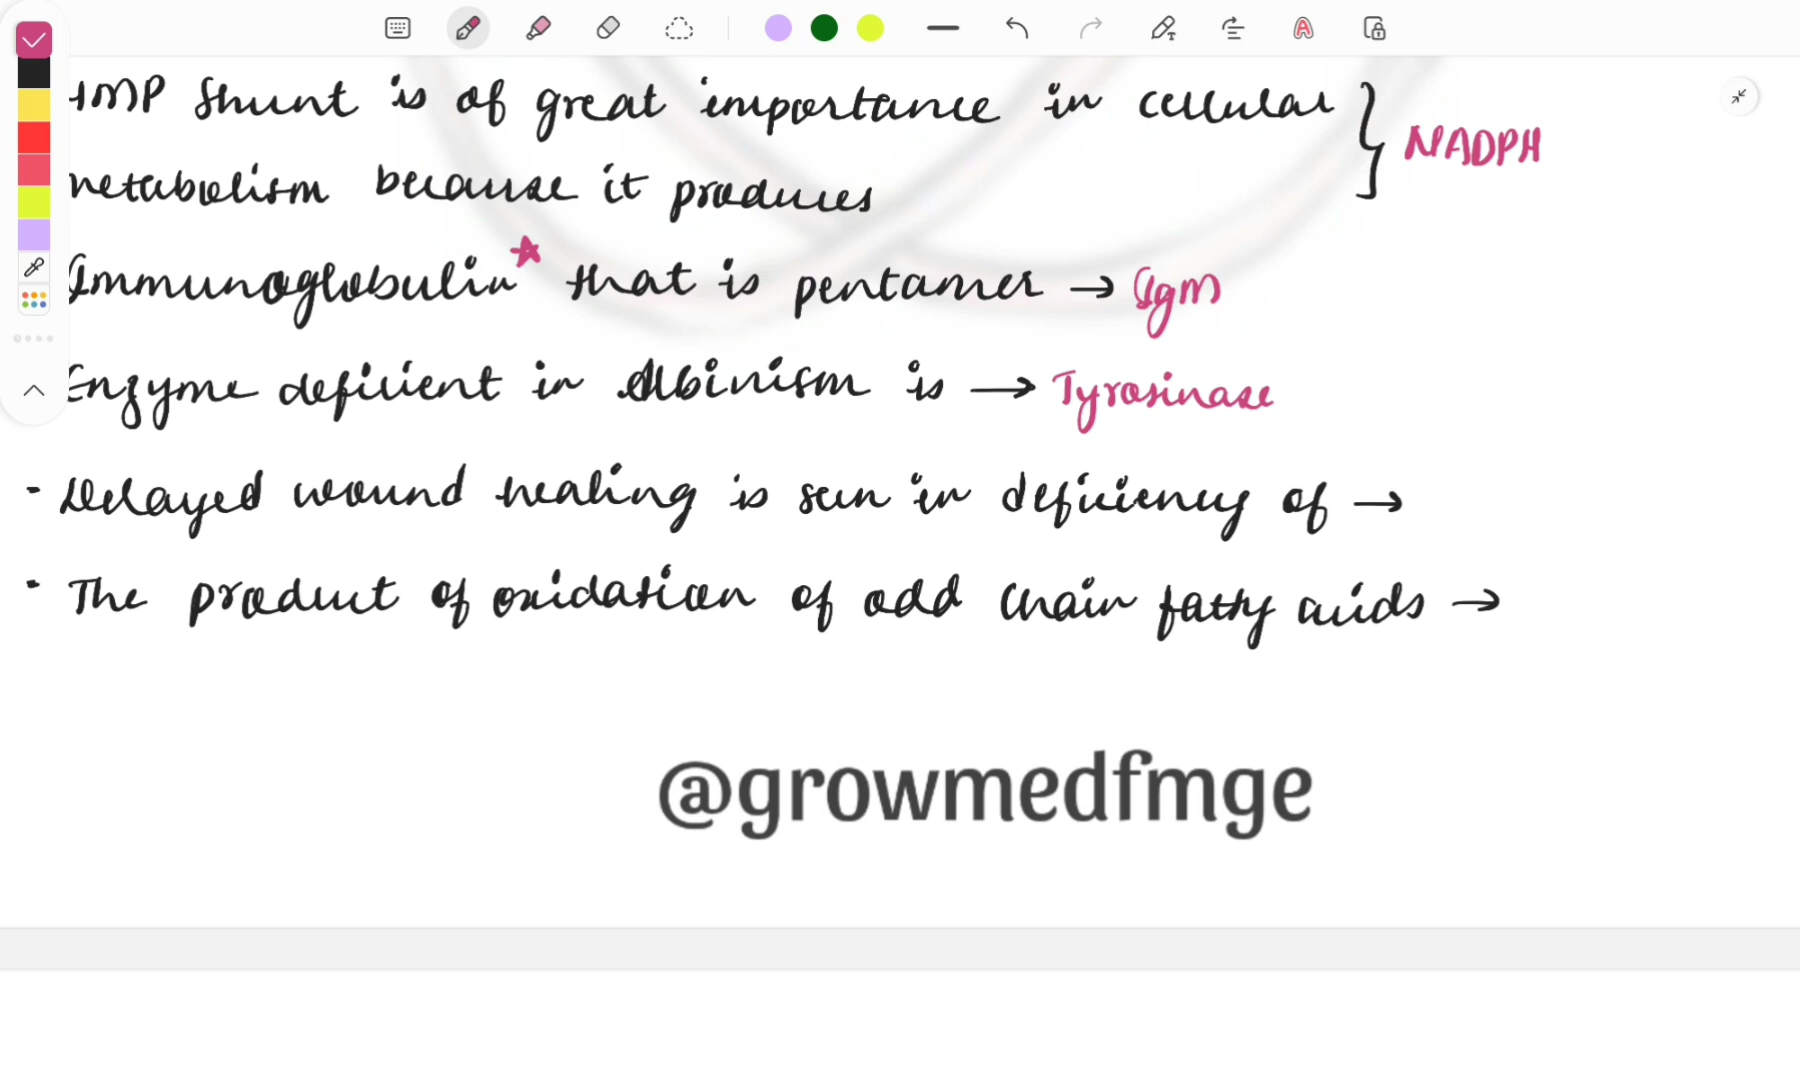 HMP Shunt is of great importance in cellular } NADPH
metabolism because it produces
Immunoglobulin★ that is pentamer → IgM
Enzyme deficient in Albinism is → Tyrosinase
- Delayed wound healing is seen in deficiency of →
· The product of oxidation of odd chain fatty acids →
@growmedfmge